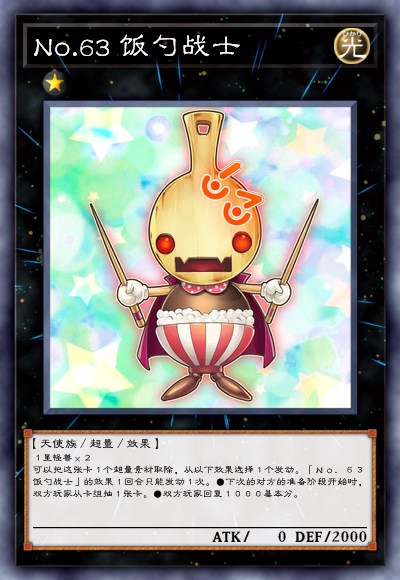 No.63 饭勺战士
ひかり
光
63
【天使族／超量／效果】
1星怪兽×2
可以把这张卡1个超量素材取除，从以下效果选择1个发动。「No．63
饭勺战士」的效果1回合只能发动1次。●下次的对方的准备阶段开始时，
双方玩家从卡组抽1张卡。●双方玩家回复1000基本分。
ATK/ 0 DEF/2000